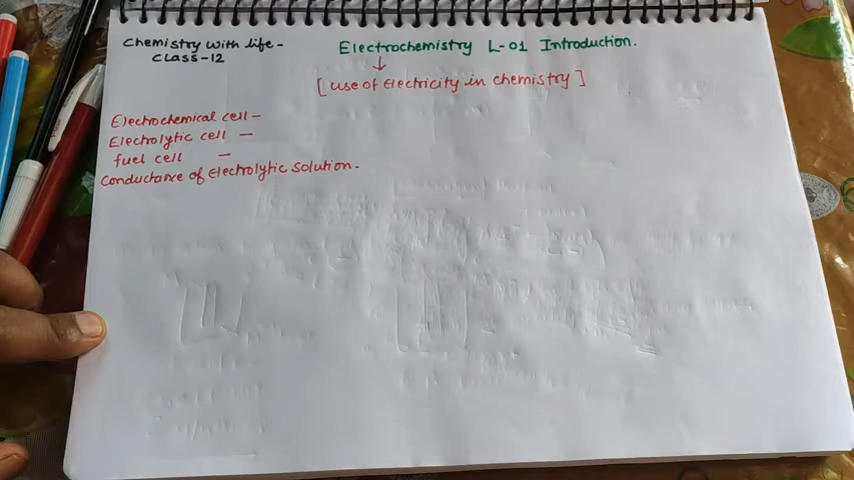 Chemistry with life-
Class-12
Electrochemistry L-01 Introduction.
↓
[use of Electricity in chemistry]
Electrochemical cell-
Electrolytic cell -
fuel cell -
Conductance of Electrolytic solution.